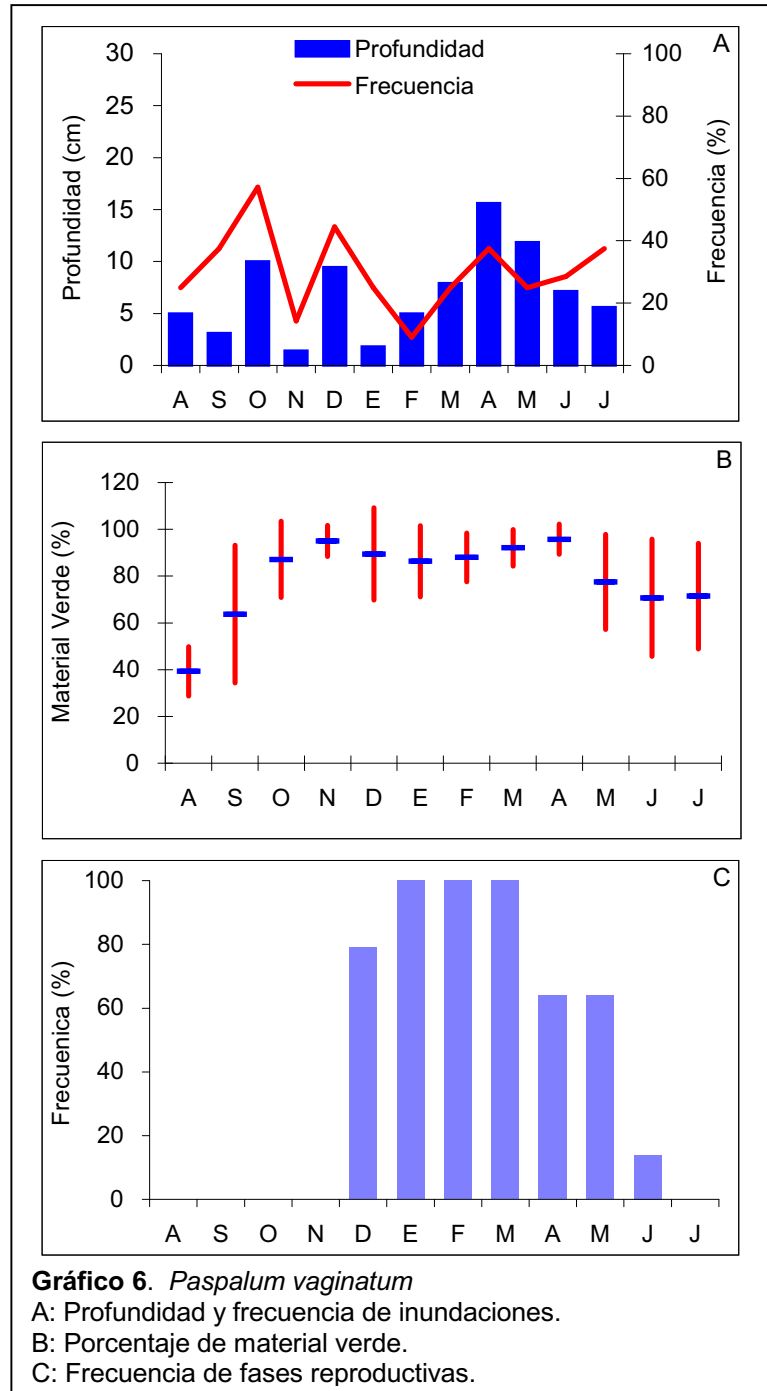 Profundidad
Frecuencia
A
30
25
20
15
10
5
0
Profundidad (cm)
100
80
60
40
20
0
Frecuencia (%)
A S O N D E F M A M J J
B
120
100
80
60
40
20
0
Material Verde (%)
A S O N D E F M A M J J
C
100
80
60
40
20
0
Frecuenica (%)
A S O N D E F M A M J J
Gráfico 6. Paspalum vaginatum
A: Profundidad y frecuencia de inundaciones.
B: Porcentaje de material verde.
C: Frecuencia de fases reproductivas.